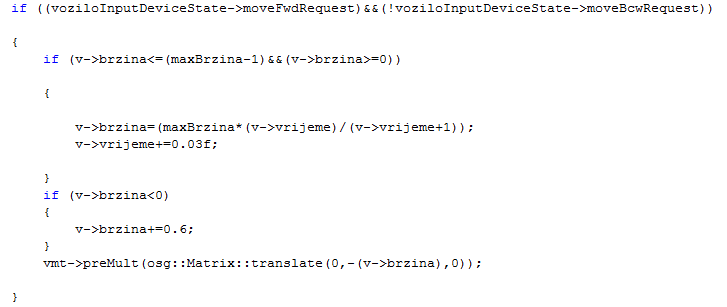 if ((voziloInputDeviceState->moveFwdRequest)&&(!voziloInputDeviceState->moveBcwRequest))
{
if (v->brzina<=(maxBrzina-1)&&(v->brzina>=0))
{
v->brzina=(maxBrzina*(v->vrijeme)/(v->vrijeme+1));
v->vrijeme+=0.03f;
}
if (v->brzina<0)
{
v->brzina+=0.6;
}
vmt->preMult(osg::Matrix::translate(0,-(v->brzina),0));
}